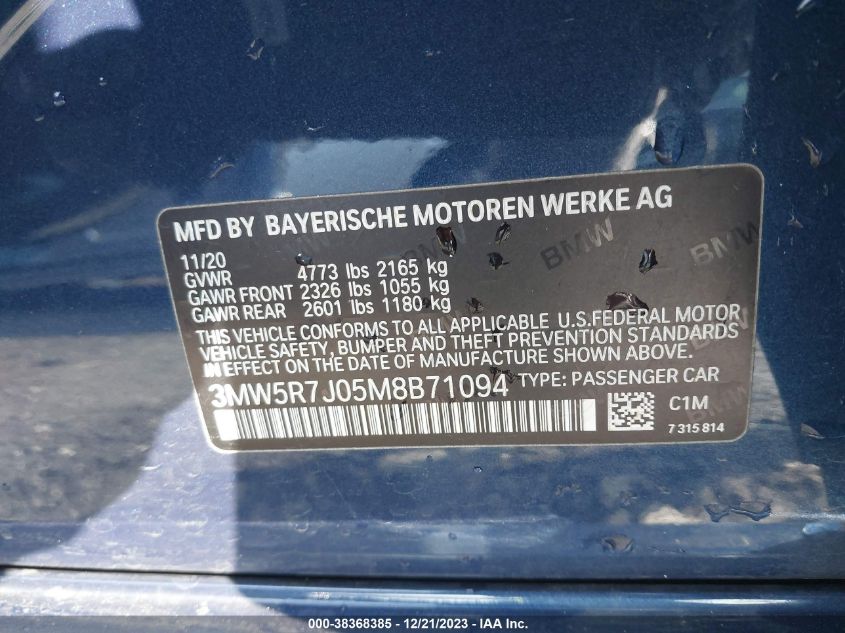 MFD BY BAYERISCHE MOTOREN WERKE AG
11/20
GVWR 4773 lbs 2165 kg
GAWR FRONT 2326 lbs 1055 kg
GAWR REAR 2601 lbs 1180 kg
THIS VEHICLE CONFORMS TO ALL APPLICABLE U.S.FEDERAL MOTOR
VEHICLE SAFETY, BUMPER AND THEFT PREVENTION STANDARDS
IN EFFECT ON THE DATE OF MANUFACTURE SHOWN ABOVE.
3MW5R7J05M8B71094 TYPE: PASSENGER CAR
C1M
7 315 814
BMW
BMW
BMW
000-38368385 - 12/21/2023 - IAA Inc.